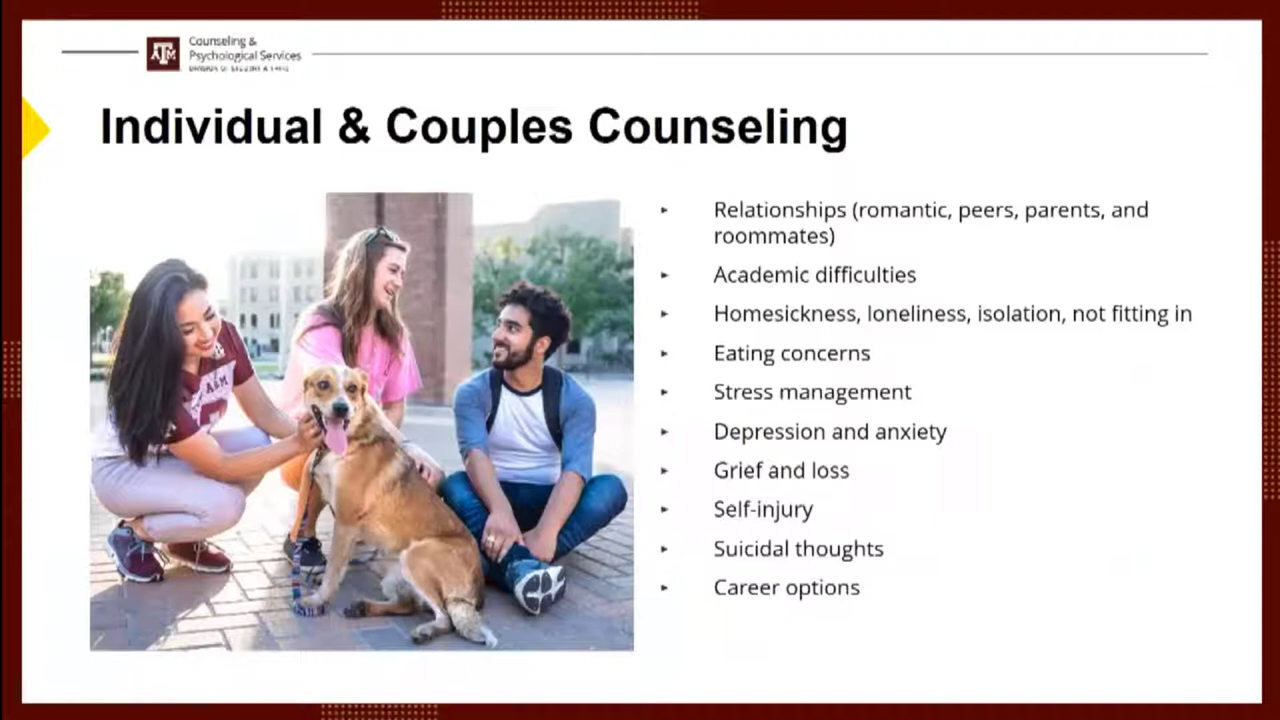 Counseling &
Psychological Services
Individual & Couples Counseling
Relationships (romantic, peers, parents, and
roommates)
Academic difficulties
Homesickness, loneliness, isolation, not fitting in
Eating concerns
Stress management
Depression and anxiety
Grief and loss
Self-injury
Suicidal thoughts
Career options
A&M